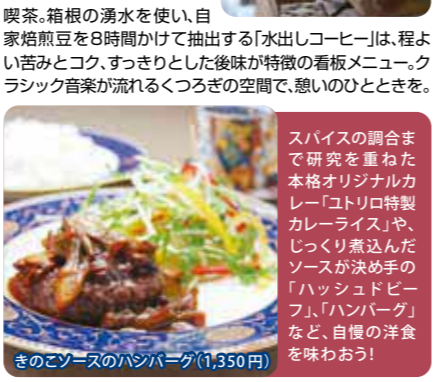 喫茶。箱根の湧水を使い、自
家焙煎豆を8時間かけて抽出する「水出しコーヒー」は、程よ
い苦みとコク、すっきりとした後味が特徴の看板メニュー。ク
ラシック音楽が流れるくつろぎの空間で、憩いのひとときを。
スパイスの調合ま
で研究を重ねた
本格オリジナルカ
レー「ユトリロ特製
カレーライス」や、
じっくり煮込んだ
ソースが決め手の
「ハッシュドビー
フ」、「ハンバーグ」
など、自慢の洋食
を味わおう!
きのこソースのハンバーグ(1,350円)